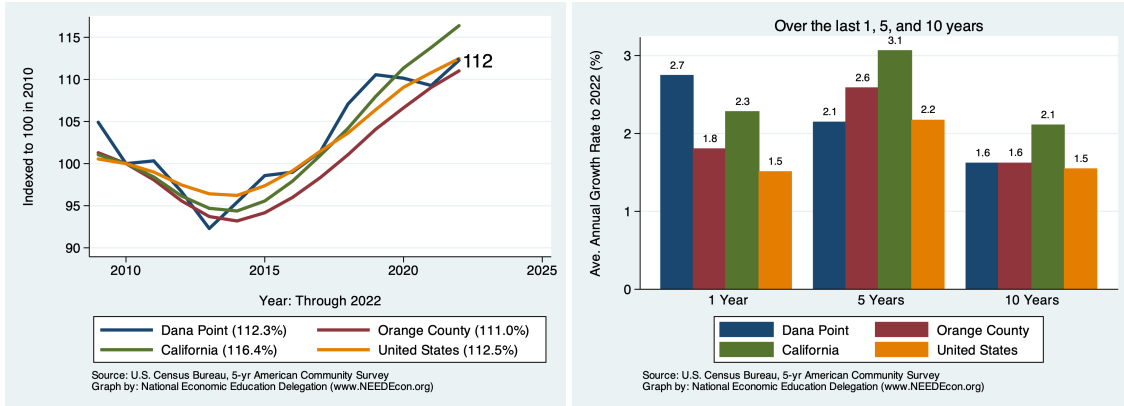 Indexed to 100 in 2010
115
110
105
100
95
90
112
2010
2015
2020
2025
Year: Through 2022
Dana Point (112.3%)
Orange County (111.0%)
California (116.4%)
United States (112.5%)
Source: U.S. Census Bureau, 5-yr American Community Survey
Graph by: National Economic Education Delegation (www.NEEDEcon.org)
Over the last 1, 5, and 10 years
Ave. Annual Growth Rate to 2022 (%)
3
2
1
0
2.7
1.8
2.3
1.5
2.1
2.6
3.1
2.2
1.6
1.6
2.1
1.5
1 Year
5 Years
10 Years
Dana Point
Orange County
California
United States
Source: U.S. Census Bureau, 5-yr American Community Survey
Graph by: National Economic Education Delegation (www.NEEDEcon.org)